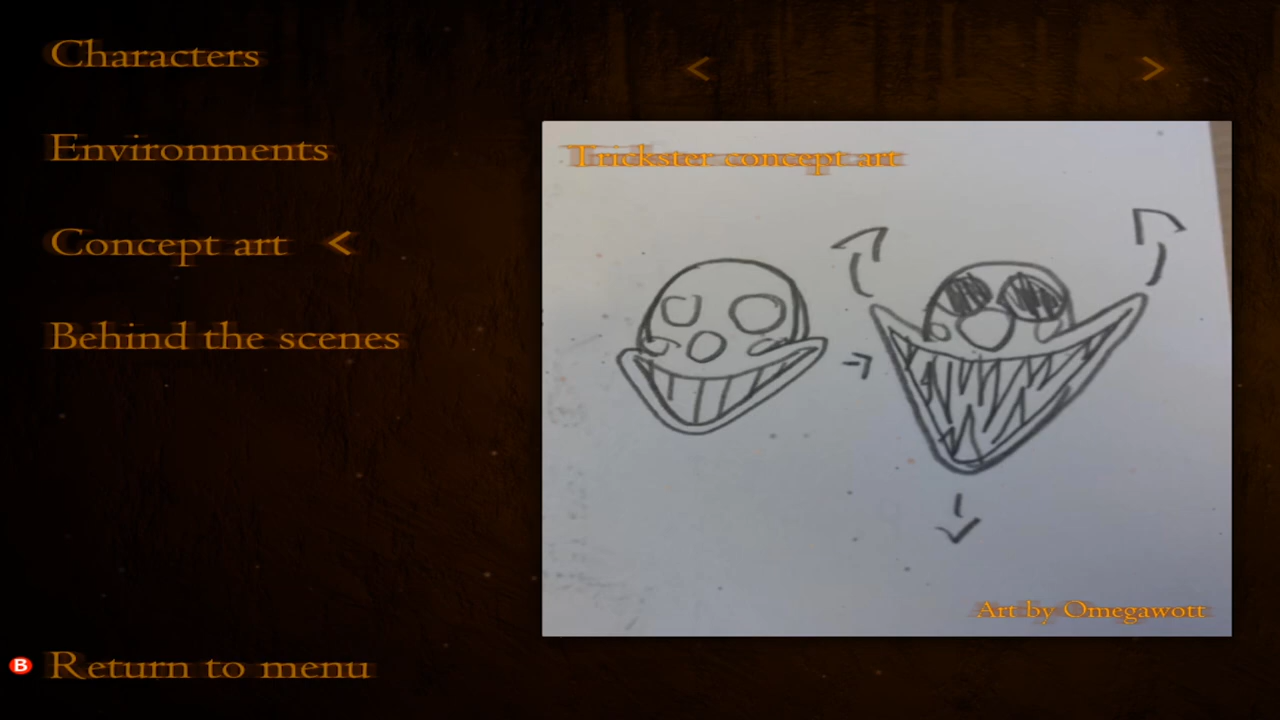 Characters
Environments
Concept art <
Behind the scenes
B Return to menu
< >
Trickster concept art
Art by Omegawott